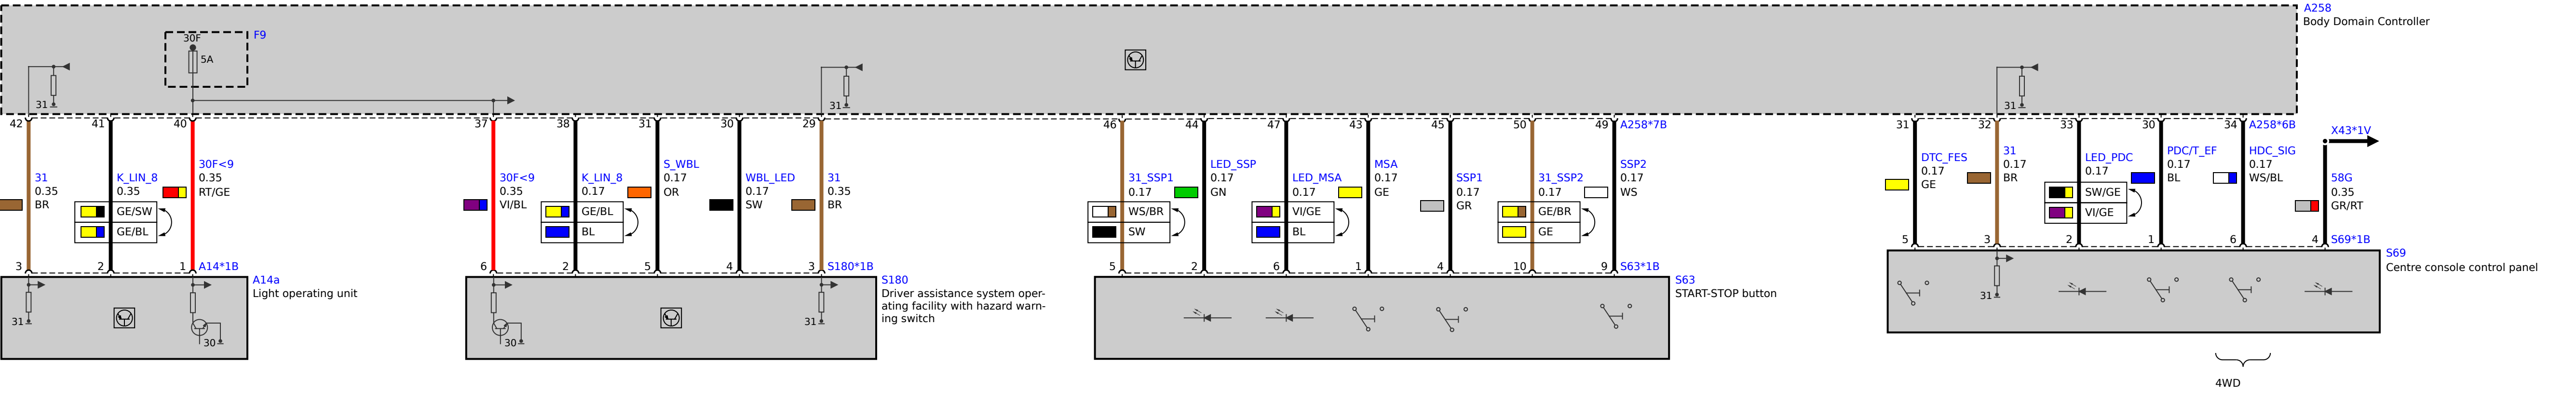 A258
Body Domain Controller
F9
30F
5A
31
31
31
42
41
40
37
38
31
30
29
46
44
47
43
45
50
49
A258*7B
31
32
33
30
34
A258*6B
X43*1V
31
0.35
BR
K_LIN_8
0.35
GE/SW
GE/BL
30F<9
0.35
RT/GE
30F<9
0.35
VI/BL
K_LIN_8
0.17
GE/BL
BL
S_WBL
0.17
OR
WBL_LED
0.17
SW
31
0.35
BR
31_SSP1
0.17
WS/BR
SW
LED_SSP
0.17
GN
LED_MSA
0.17
VI/GE
BL
MSA
0.17
GE
SSP1
0.17
GR
31_SSP2
0.17
GE/BR
GE
SSP2
0.17
WS
DTC_FES
0.17
GE
31
0.17
BR
LED_PDC
0.17
SW/GE
VI/GE
PDC/T_EF
0.17
BL
HDC_SIG
0.17
WS/BL
58G
0.35
GR/RT
3
2
1
A14*1B
6
2
5
4
3
S180*1B
5
2
6
1
4
10
9
S63*1B
5
3
2
1
6
4
S69*1B
A14a
Light operating unit
31
30
S180
Driver assistance system oper-
ating facility with hazard warn-
ing switch
30
31
S63
START-STOP button
S69
Centre console control panel
31
4WD